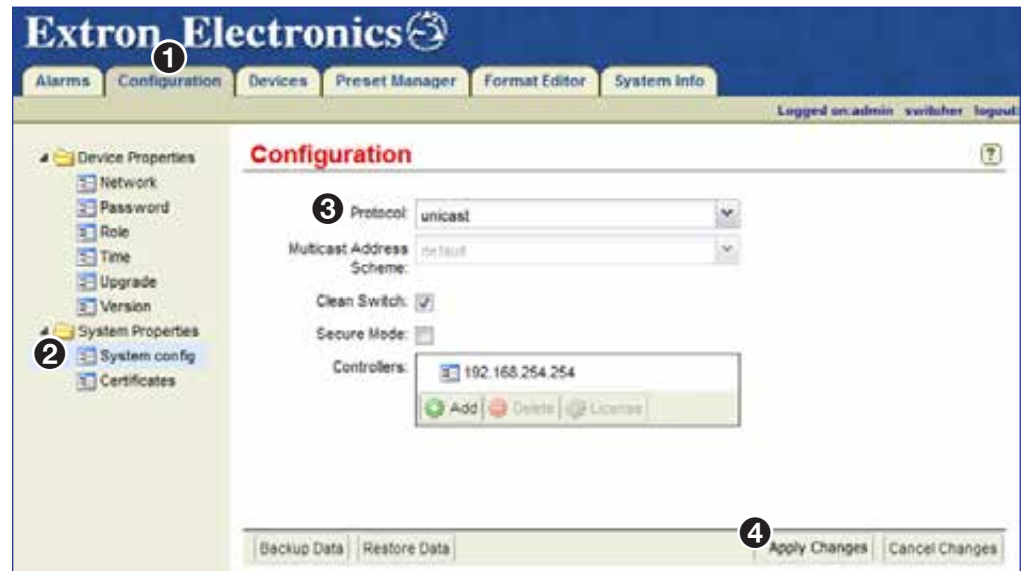 Extron Electronics
1
Alarms Configuration Devices Preset Manager Format Editor System Info
Logged on:admin switcher logout
Device Properties
Network
Password
Role
Time
Upgrade
Version
System Properties
2 System config
Certificates
Configuration
?
3 Protocol: unicast
Multicast Address Scheme: default
Clean Switch:
Secure Mode:
Controllers: 192.168.254.254
Add Delete License
4
Backup Data Restore Data Apply Changes Cancel Changes